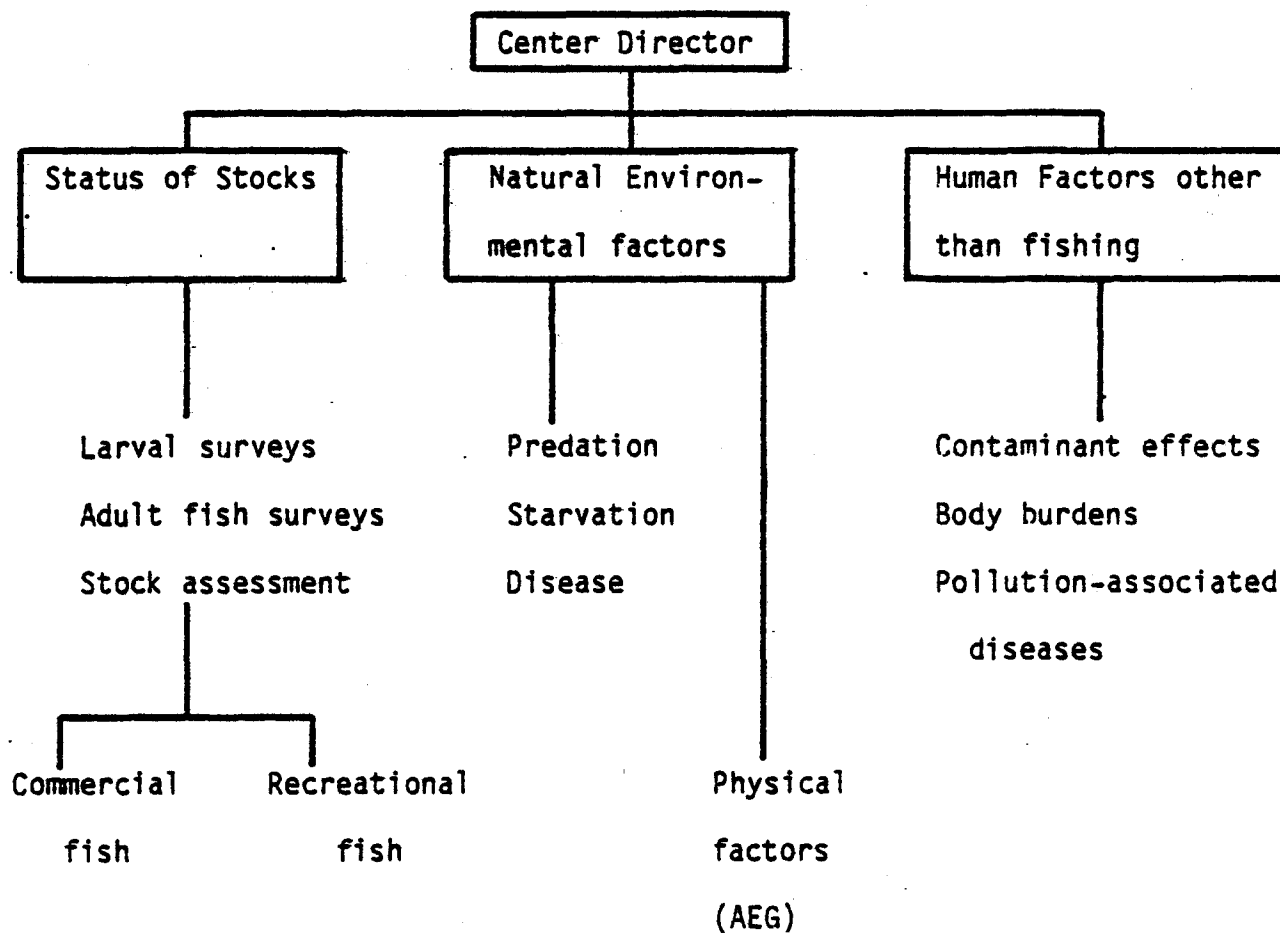 Center Director
Status of Stocks
Natural Environ-
mental factors
Human Factors other
than fishing
Larval surveys
Adult fish surveys
Stock assessment
Commercial
fish
Recreational
fish
Predation
Starvation
Disease
Physical
factors
(AEG)
Contaminant effects
Body burdens
Pollution-associated
diseases